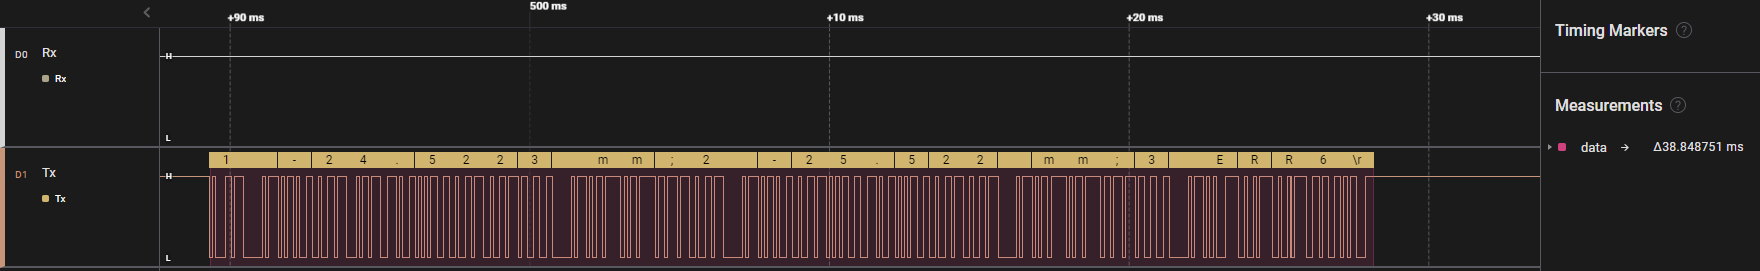 +90 ms 500 ms +10 ms +20 ms +30 ms
Timing Markers ?
D0 Rx H
Rx
L
Measurements ?
data → Δ38.848751 ms
1 - 2 4 . 5 2 2 3 m m ; 2 - 2 5 . 5 2 2 m m ; 3 E R R 6 \r
D1 Tx H
Tx
L